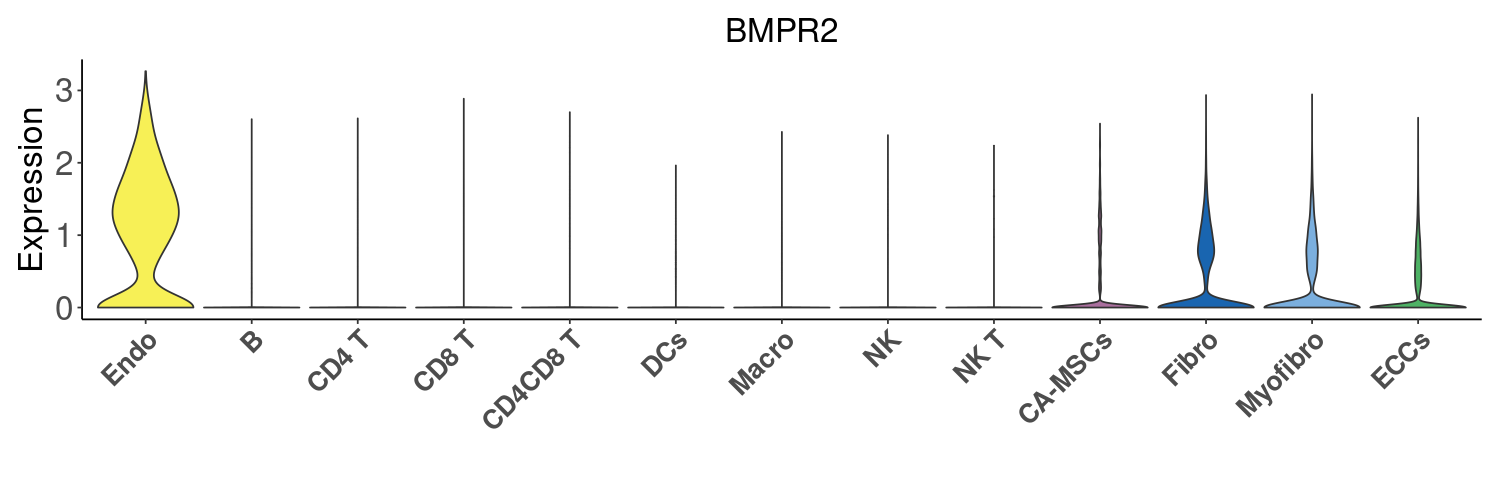 BMPR2
Expression
3
2
1
0
Endo
B
CD4 T
CD8 T
CD4CD8 T
DCs
Macro
NK
NK T
CA-MSCs
Fibro
Myofibro
ECCs